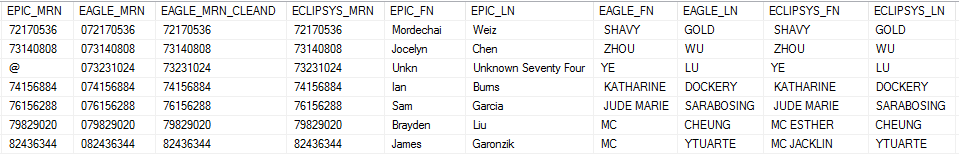 EPIC_MRN EAGLE_MRN EAGLE_MRN_CLEAND ECLIPSYS_MRN EPIC_FN EPIC_LN EAGLE_FN EAGLE_LN ECLIPSYS_FN ECLIPSYS_LN
72170536 072170536 72170536 72170536 Mordechai Weiz SHAVY GOLD SHAVY GOLD
73140808 073140808 73140808 73140808 Jocelyn Chen ZHOU WU ZHOU WU
@ 073231024 73231024 73231024 Unkn Unknown Seventy Four YE LU YE LU
74156884 074156884 74156884 74156884 Ian Burns KATHARINE DOCKERY KATHARINE DOCKERY
76156288 076156288 76156288 76156288 Sam Garcia JUDE MARIE SARABOSING JUDE MARIE SARABOSING
79829020 079829020 79829020 79829020 Brayden Liu MC CHEUNG MC ESTHER CHEUNG
82436344 082436344 82436344 82436344 James Garonzik MC YTUARTE MC JACKLIN YTUARTE